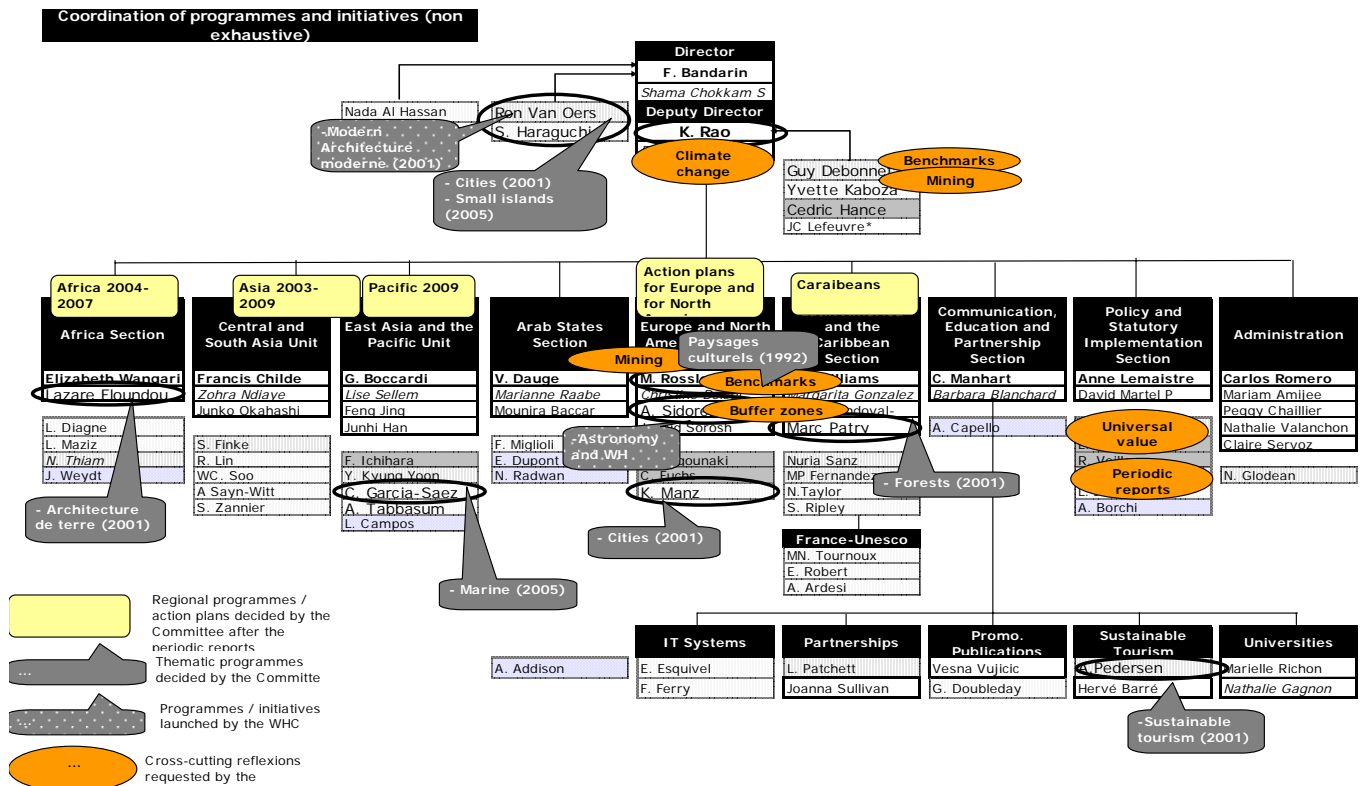 Coordination of programmes and initiatives (non
exhaustive)
Director
F. Bandarin
Shama Chokkam S
Deputy Director
K. Rao
Climate
change
Nada Al Hassan
-Modern
Architecture
moderne (2001)
Ron Van Oers
S. Haraguchi
- Cities (2001)
- Small islands
(2005)
Guy Debonnet
Yvette Kaboza
Cedric Hance
JC Lefeuvre*
Benchmarks
Mining
Africa 2004-
2007
Asia 2003-
2009
Pacific 2009
Action plans
for Europe and
for North
Caraibeans
Africa Section
Elizabeth Wangari
Lazare Eloundou
L. Diagne
L. Maziz
N. Thiam
J. Weydt
- Architecture
de terre (2001)
Central and
South Asia Unit
Francis Childe
Zohra Ndiaye
Junko Okahashi
S. Finke
R. Lin
WC. Soo
A Sayn-Witt
S. Zannier
East Asia and the
Pacific Unit
G. Boccardi
Lise Sellem
Feng Jing
Junhi Han
F. Ichihara
Y. Kyung Yoon
C. Garcia-Saez
A. Tabbasum
L. Campos
- Marine (2005)
Arab States
Section
V. Dauge
Marianne Raabe
Mounira Baccar
F. Miglioli
E. Dupont
N. Radwan
A. Addison
Europe and North
Mining
Paysages
culturels (1992)
M. Rossl
Benchmarks
A. Sidoro
Buffer zones
Sorosh
-Astronomy
and WH
C. Fuchs
K. Manz
- Cities (2001)
and the
Caribbean
Section
Margarita Gonzalez
Marc Patry
Nuria Sanz
MP Fernandez
N.Taylor
S. Ripley
- Forests (2001)
France-Unesco
MN. Tournoux
E. Robert
A. Ardesi
Communication,
Education and
Partnership
Section
C. Manhart
Barbara Blanchard
A. Capello
Policy and
Statutory
Implementation
Section
Anne Lemaistre
David Martel P
Universal
value
Periodic
reports
A. Borchi
Administration
Carlos Romero
Mariam Amijee
Peggy Chaillier
Nathalie Valanchon
Claire Servoz
N. Glodean
IT Systems
E. Esquivel
F. Ferry
Partnerships
L. Patchett
Joanna Sullivan
Promo.
Publications
Vesna Vujicic
G. Doubleday
Sustainable
Tourism
A.Pedersen
Hervé Barré
-Sustainable
tourism (2001)
Universities
Marielle Richon
Nathalie Gagnon
Regional programmes /
action plans decided by the
Committee after the
periodic reports
...
Thematic programmes
decided by the Committe
...
Programmes / initiatives
launched by the WHC
...
Cross-cutting reflexions
requested by the